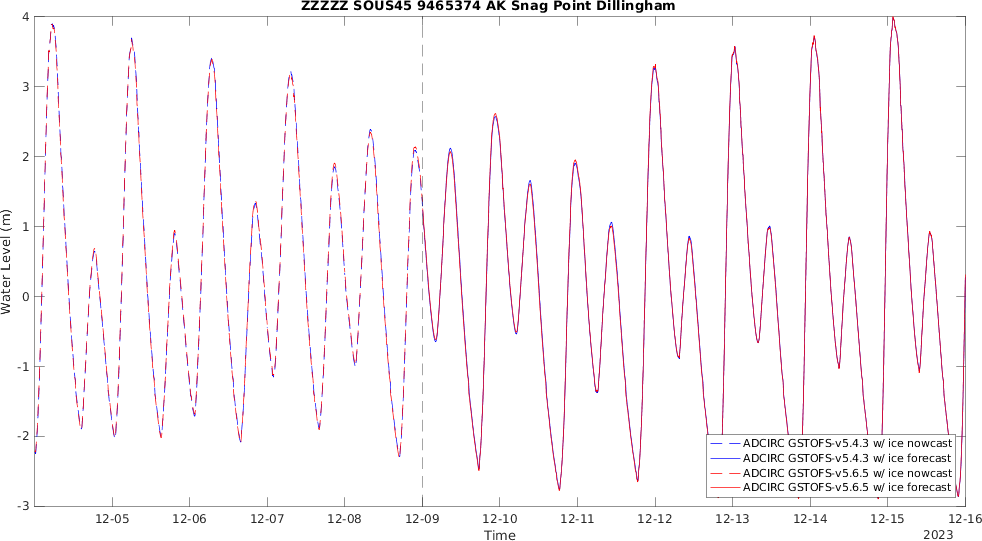 ZZZZZ SOUS45 9465374 AK Snag Point Dillingham
4
3
2
1
0
-1
-2
-3
Water Level (m)
ADCIRC GSTOFS-v5.4.3 w/ ice nowcast
ADCIRC GSTOFS-v5.4.3 w/ ice forecast
ADCIRC GSTOFS-v5.6.5 w/ ice nowcast
ADCIRC GSTOFS-v5.6.5 w/ ice forecast
12-05 12-06 12-07 12-08 12-09 12-10 12-11 12-12 12-13 12-14 12-15 12-16
Time
2023